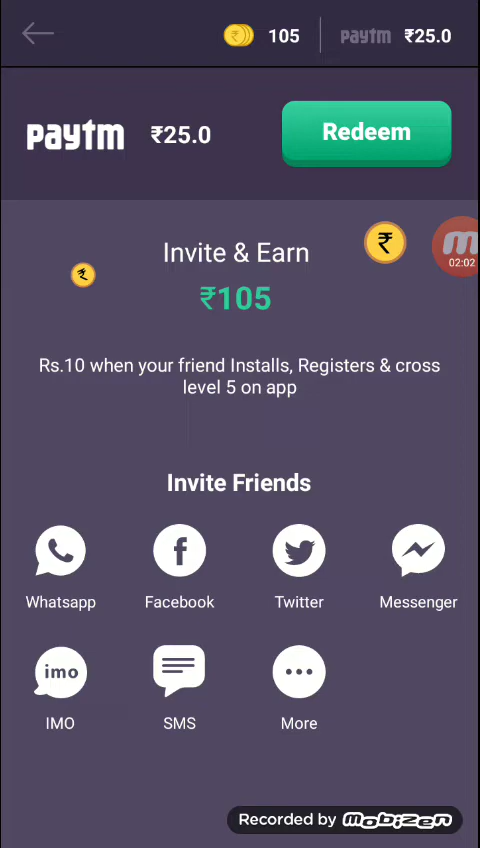 105 paytm ₹25.0
paytm ₹25.0 Redeem
Invite & Earn
₹105
02:02
Rs.10 when your friend Installs, Registers & cross
level 5 on app
Invite Friends
Whatsapp Facebook Twitter Messenger
imo
IMO SMS More
Recorded by Mobizen